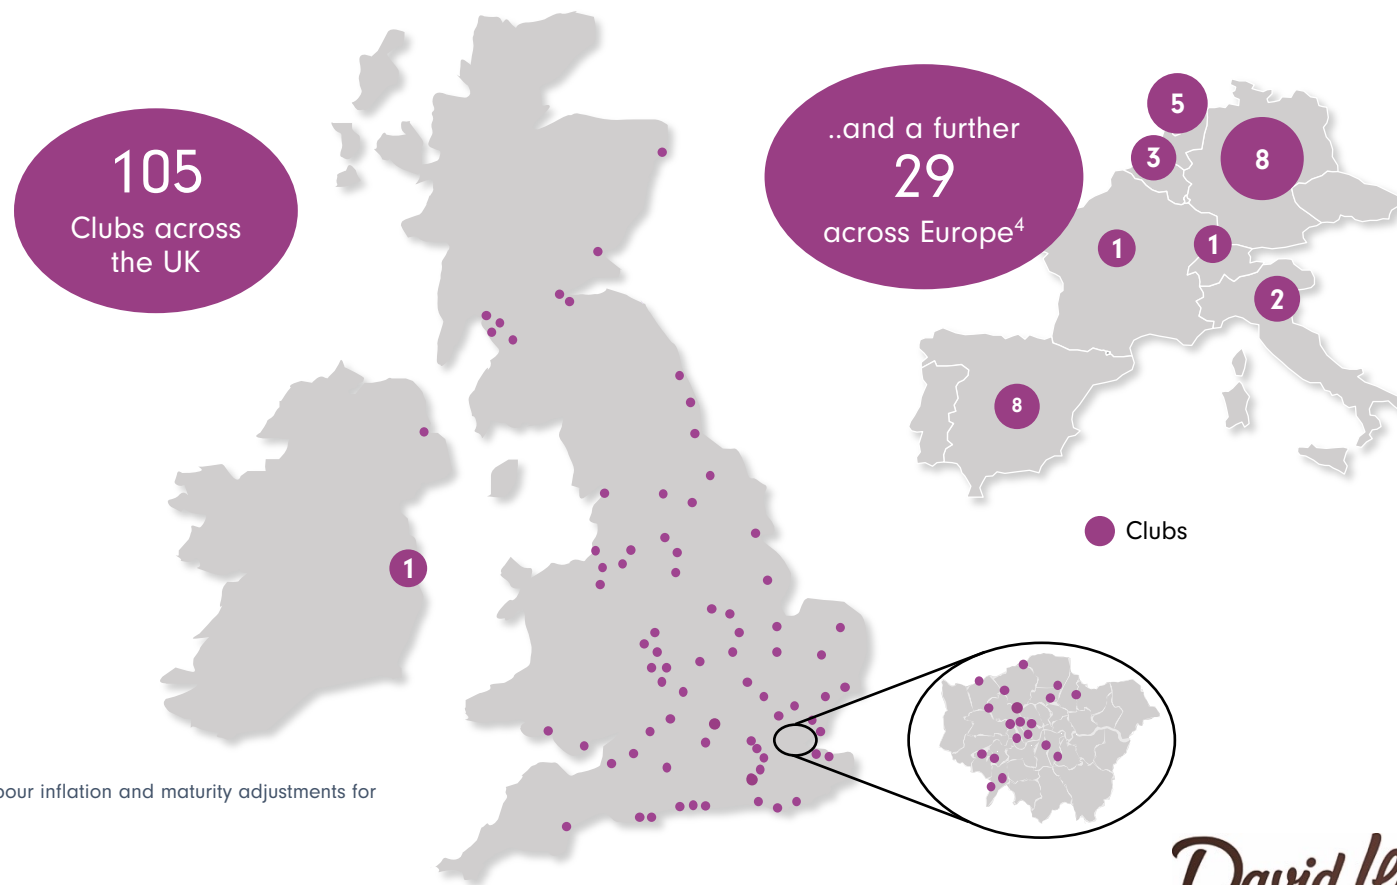 105
Clubs across
the UK
..and a further
29
across Europe4
5
3
8
1
1
2
8
Clubs
1
inflation and maturity adjustments for
David